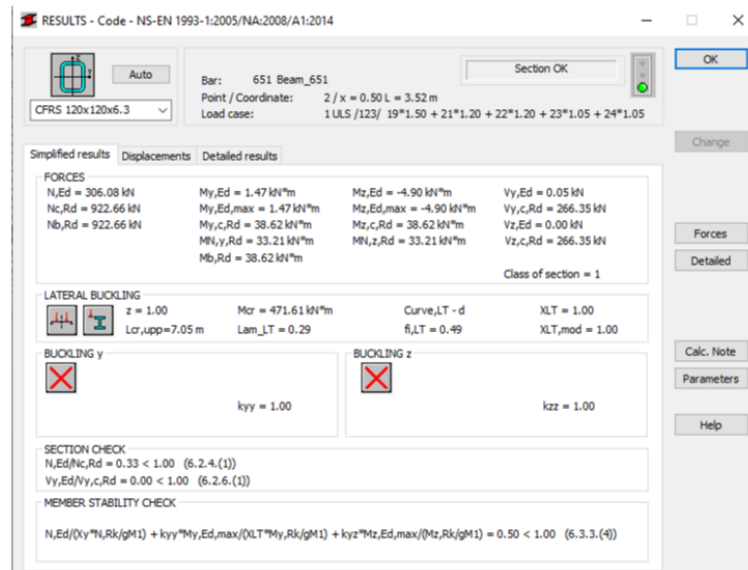 RESULTS - Code - NS-EN 1993-1:2005/NA:2008/A1:2014
Auto
CFRS 120x120x6.3
Bar: 651 Beam_651
Point / Coordinate: 2 / x = 0.50 L = 3.52 m
Load case: 1 ULS /123/ 19*1.50 + 21*1.20 + 22*1.20 + 23*1.05 + 24*1.05
Section OK
OK
Change
Simplified results Displacements Detailed results
FORCES
N,Ed = 306.08 kN My,Ed = 1.47 kN*m Mz,Ed = -4.90 kN*m Vy,Ed = 0.05 kN
Nc,Rd = 922.66 kN My,Ed,max = 1.47 kN*m Mz,Ed,max = -4.90 kN*m Vy,c,Rd = 266.35 kN
Nb,Rd = 922.66 kN My,c,Rd = 38.62 kN*m Mz,c,Rd = 38.62 kN*m Vz,Ed = 0.00 kN
MN,y,Rd = 33.21 kN*m MN,z,Rd = 33.21 kN*m Vz,c,Rd = 266.35 kN
Mb,Rd = 38.62 kN*m
Class of section = 1
Forces
Detailed
LATERAL BUCKLING
z = 1.00 Mcr = 471.61 kN*m Curve,LT - d XLT = 1.00
Lcr,upp=7.05 m Lam_LT = 0.29 fi,LT = 0.49 XLT,mod = 1.00
BUCKLING y BUCKLING z
kyy = 1.00 kzz = 1.00
Calc. Note
Parameters
Help
SECTION CHECK
N,Ed/Nc,Rd = 0.33 < 1.00 (6.2.4.(1))
Vy,Ed/Vy,c,Rd = 0.00 < 1.00 (6.2.6.(1))
MEMBER STABILITY CHECK
N,Ed/(Xy*N,Rk/gM1) + kyy*My,Ed,max/(XLT*My,Rk/gM1) + kyz*Mz,Ed,max/(Mz,Rk/gM1) = 0.50 < 1.00 (6.3.3.(4))